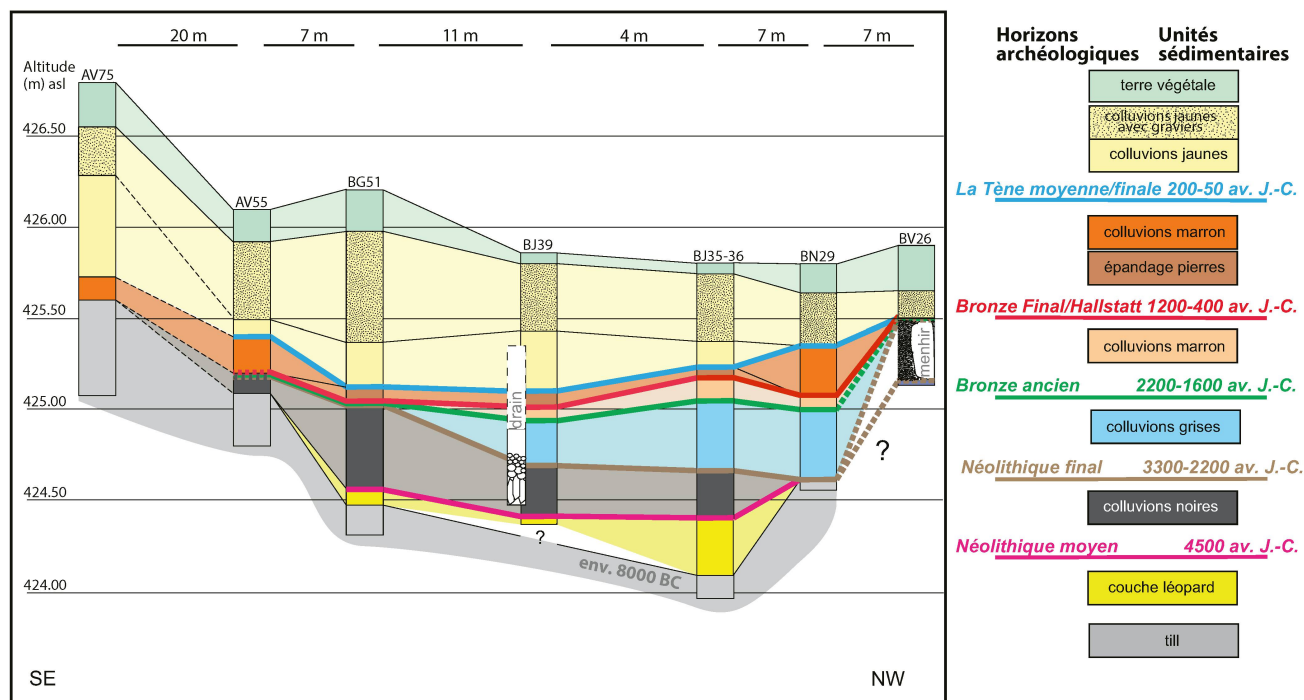 20 m 7 m 11 m 4 m 7 m 7 m
Altitude
(m) asl
AV75
426.50
AV55
BG51
426.00
BJ39
BJ35-36
BN29
BV26
425.50
menhir
drain
425.00
?
424.50
?
env. 8000 BC
424.00
SE
NW
Horizons
archéologiques
Unités
sédimentaires
terre végétale
colluvions jaunes
avec graviers
colluvions jaunes
La Tène moyenne/finale 200-50 av. J.-C.
colluvions marron
épandage pierres
Bronze Final/Hallstatt 1200-400 av. J.-C.
colluvions marron
Bronze ancien 2200-1600 av. J.-C.
colluvions grises
Néolithique final 3300-2200 av. J.-C.
colluvions noires
Néolithique moyen 4500 av. J.-C.
couche léopard
till